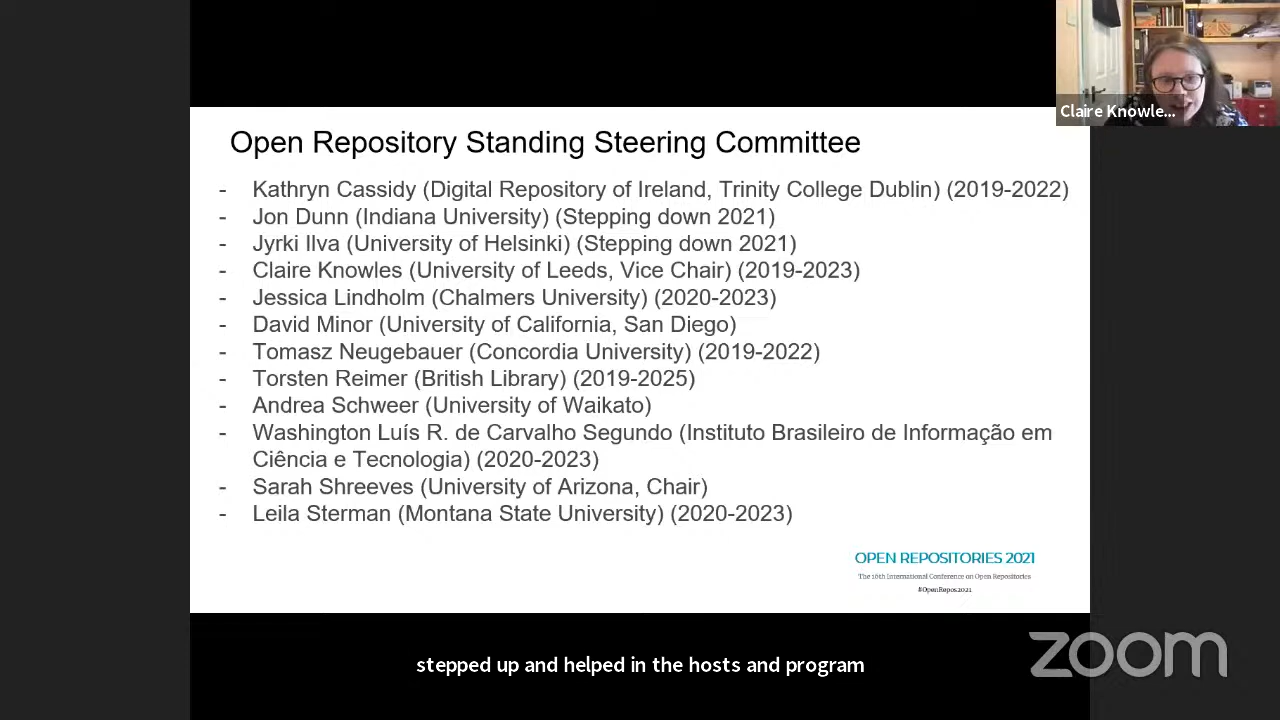 Claire Knowle...
Open Repository Standing Steering Committee
- Kathryn Cassidy (Digital Repository of Ireland, Trinity College Dublin) (2019-2022)
- Jon Dunn (Indiana University) (Stepping down 2021)
- Jyrki Ilva (University of Helsinki) (Stepping down 2021)
- Claire Knowles (University of Leeds, Vice Chair) (2019-2023)
- Jessica Lindholm (Chalmers University) (2020-2023)
- David Minor (University of California, San Diego)
- Tomasz Neugebauer (Concordia University) (2019-2022)
- Torsten Reimer (British Library) (2019-2025)
- Andrea Schweer (University of Waikato)
- Washington Luís R. de Carvalho Segundo (Instituto Brasileiro de Informação em
Ciência e Tecnologia) (2020-2023)
- Sarah Shreeves (University of Arizona, Chair)
- Leila Sterman (Montana State University) (2020-2023)
OPEN REPOSITORIES 2021
The 16th International Conference on Open Repositories
#OpenRepos2021
stepped up and helped in the hosts and program
zoom